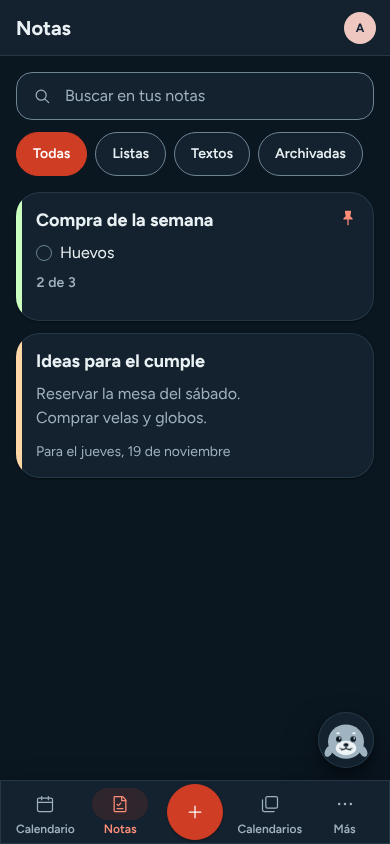 Notas
A
Buscar en tus notas
Todas
Listas
Textos
Archivadas
Compra de la semana
Huevos
2 de 3
Ideas para el cumple
Reservar la mesa del sábado.
Comprar velas y globos.
Para el jueves, 19 de noviembre
Calendario
Notas
Calendarios
Más